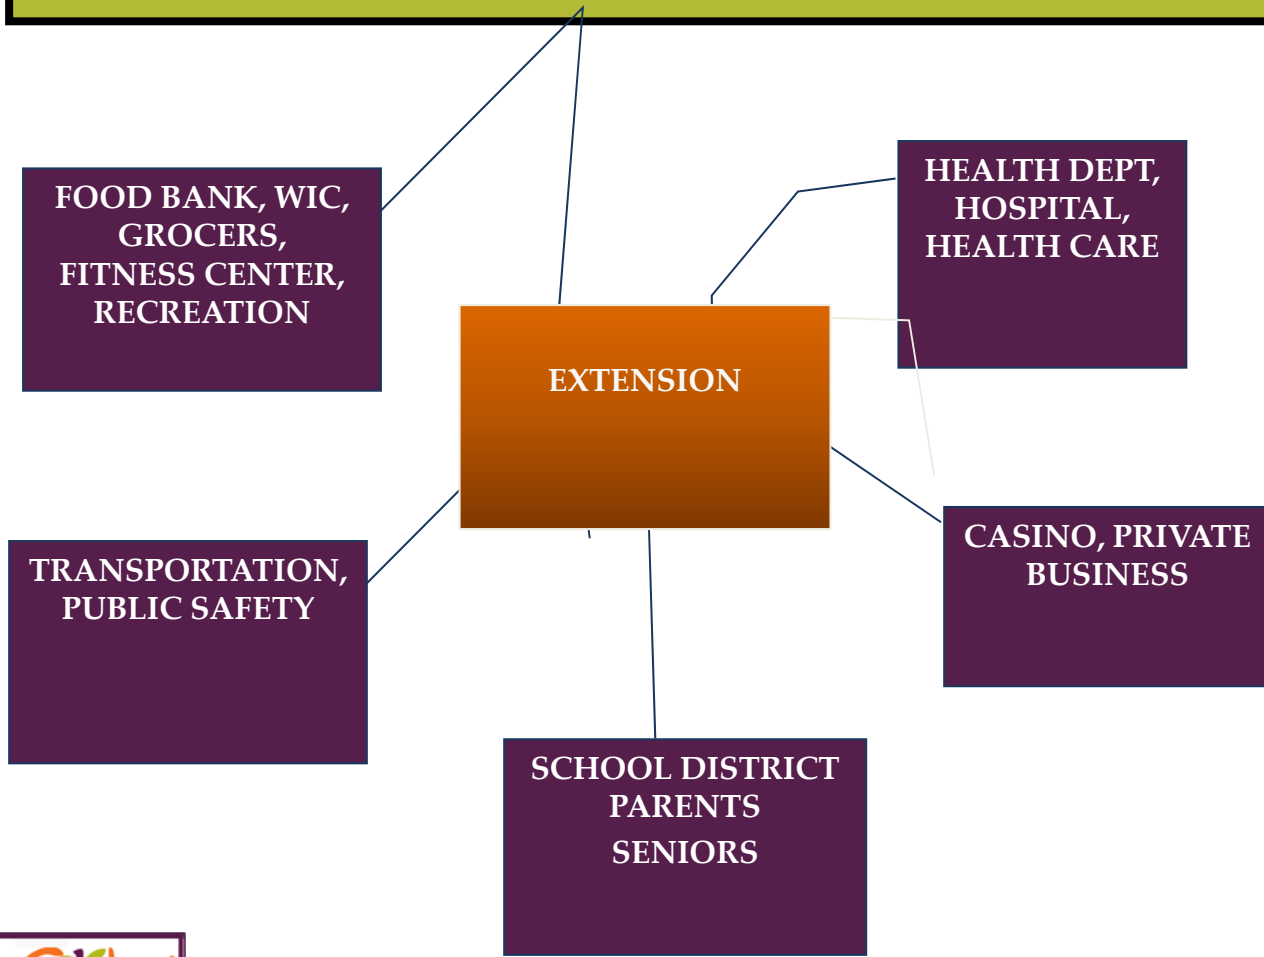 FOOD BANK, WIC,
GROCERS,
FITNESS CENTER,
RECREATION
HEALTH DEPT,
HOSPITAL,
HEALTH CARE
EXTENSION
TRANSPORTATION,
PUBLIC SAFETY
CASINO, PRIVATE
BUSINESS
SCHOOL DISTRICT
PARENTS
SENIORS